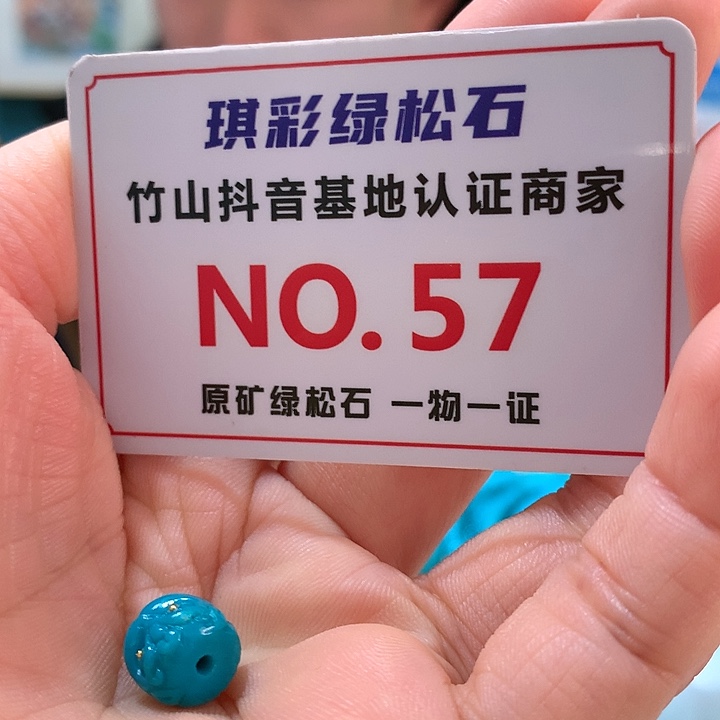 琪彩绿松石
竹山抖音基地认证商家
NO.57
原矿绿松石 一物一证